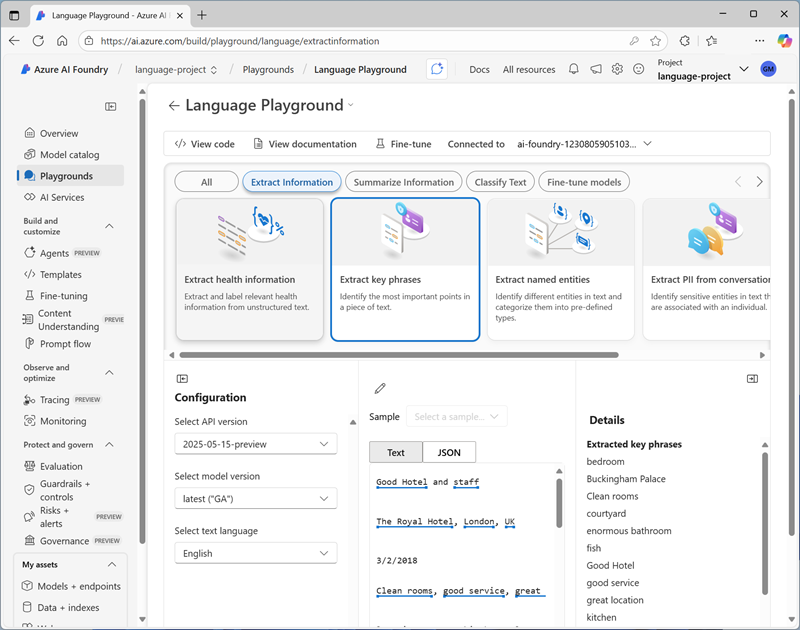 Language Playground - Azure AI
https://ai.azure.com/build/playground/language/extractinformation
Azure AI Foundry / language-project / Playgrounds / Language Playground
Docs All resources
Project
language-project
GM
Overview
Model catalog
Playgrounds
AI Services
Build and
customize
Agents PREVIEW
Templates
Fine-tuning
Content
Understanding PREVIE
Prompt flow
Observe and
optimize
Tracing PREVIEW
Monitoring
Protect and govern
Evaluation
Guardrails +
controls
Risks +
alerts PREVIEW
Governance PREVIEW
My assets
Models + endpoints
Data + indexes
Language Playground
View code View documentation Fine-tune Connected to ai-foundry-1230805905103...
All Extract Information Summarize Information Classify Text Fine-tune models
Extract health information
Extract and label relevant health
information from unstructured text.
Extract key phrases
Identify the most important points in
a piece of text.
Extract named entities
Identify different entities in text and
categorize them into pre-defined
types.
Extract PII from conversation
Identify sensitive entities in text th
are associated with an individual.
Configuration
Select API version
2025-05-15-preview
Select model version
latest ("GA")
Select text language
English
Sample Select a sample...
Text JSON
Good Hotel and staff
The Royal Hotel, London, UK
3/2/2018
Clean rooms, good service, great
Details
Extracted key phrases
bedroom
Buckingham Palace
Clean rooms
courtyard
enormous bathroom
fish
Good Hotel
good service
great location
kitchen